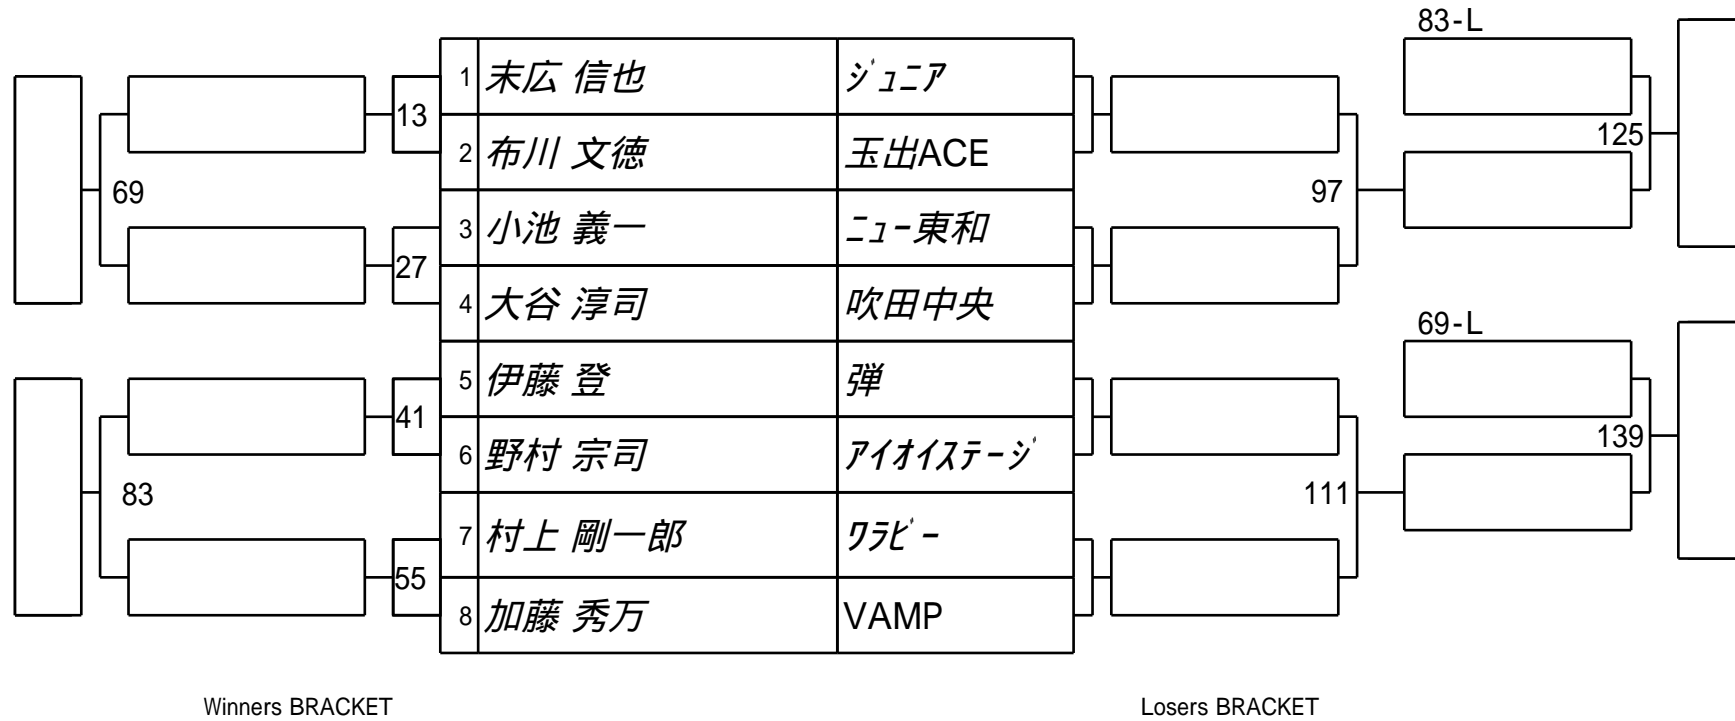 83-L
1 末広 信也 ｼﾞｭﾆｱ
13
2 布川 文徳 玉出ACE
125
69
97
3 小池 義一 ﾆｭｰ東和
27
4 大谷 淳司 吹田中央
69-L
5 伊藤 登 弾
41
139
6 野村 宗司 ｱｲｵｲｽﾃｰｼﾞ
83
111
7 村上 剛一郎 ﾜﾗﾋﾞｰ
55
8 加藤 秀万 VAMP
Winners BRACKET
Losers BRACKET